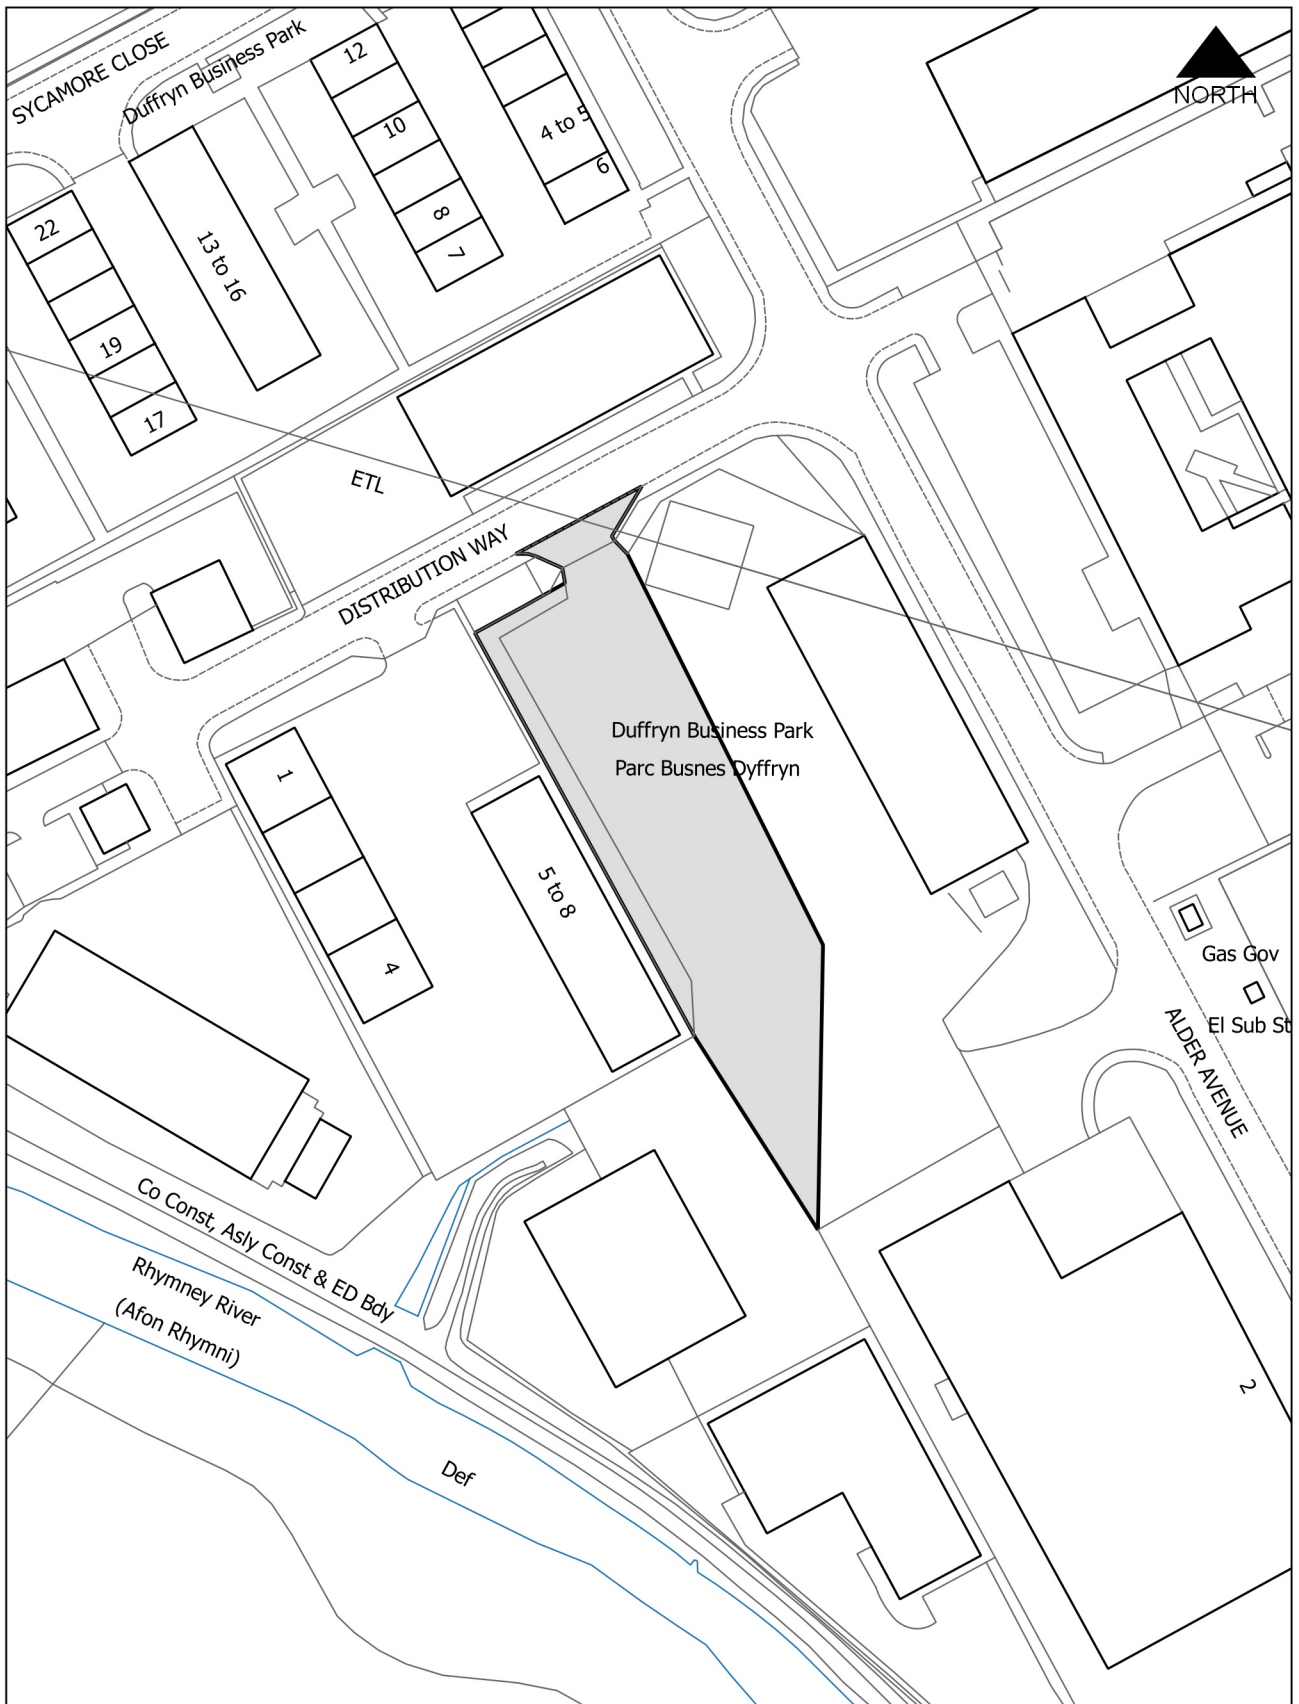 SYCAMORE CLOSE
Duffryn Business Park
12
10
8
7
4 to 5
6
NORTH
22
19
17
13 to 16
ETL
DISTRIBUTION WAY
Duffryn Business Park
Parc Busnes Dyffryn
1
4
5 to 8
Gas Gov
El Sub St
ALDER AVENUE
Co Const, Asly Const & ED Bdy
Rhymney River
(Afon Rhymni)
Def
2